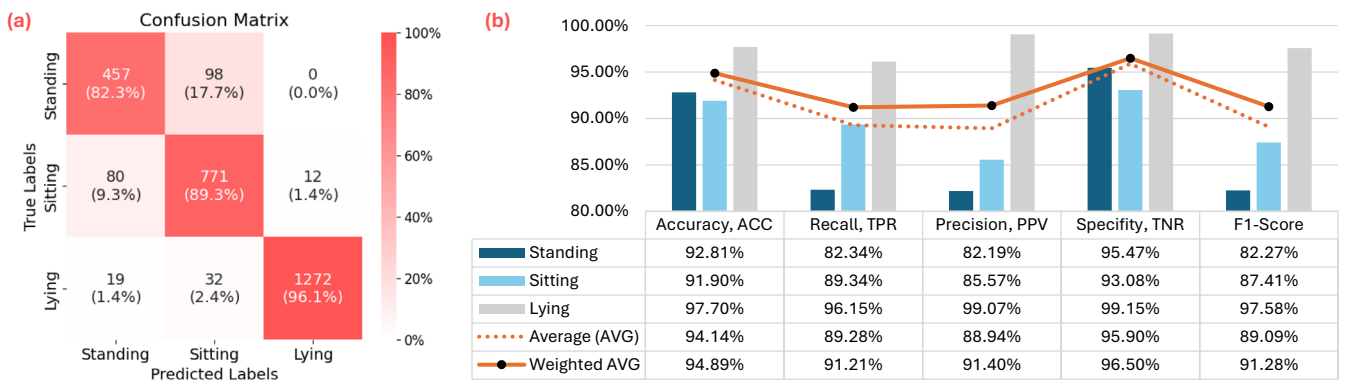 (a)
Confusion Matrix
True Labels
Standing
Sitting
Lying
457
(82.3%)
98
(17.7%)
0
(0.0%)
80
(9.3%)
771
(89.3%)
12
(1.4%)
19
(1.4%)
32
(2.4%)
1272
(96.1%)
Standing Sitting Lying
Predicted Labels
100%
80%
60%
40%
20%
0%
(b)
100.00%
95.00%
90.00%
85.00%
80.00%
Accuracy, ACC Recall, TPR Precision, PPV Specifity, TNR F1-Score
Standing 92.81% 82.34% 82.19% 95.47% 82.27%
Sitting 91.90% 89.34% 85.57% 93.08% 87.41%
Lying 97.70% 96.15% 99.07% 99.15% 97.58%
Average (AVG) 94.14% 89.28% 88.94% 95.90% 89.09%
Weighted AVG 94.89% 91.21% 91.40% 96.50% 91.28%